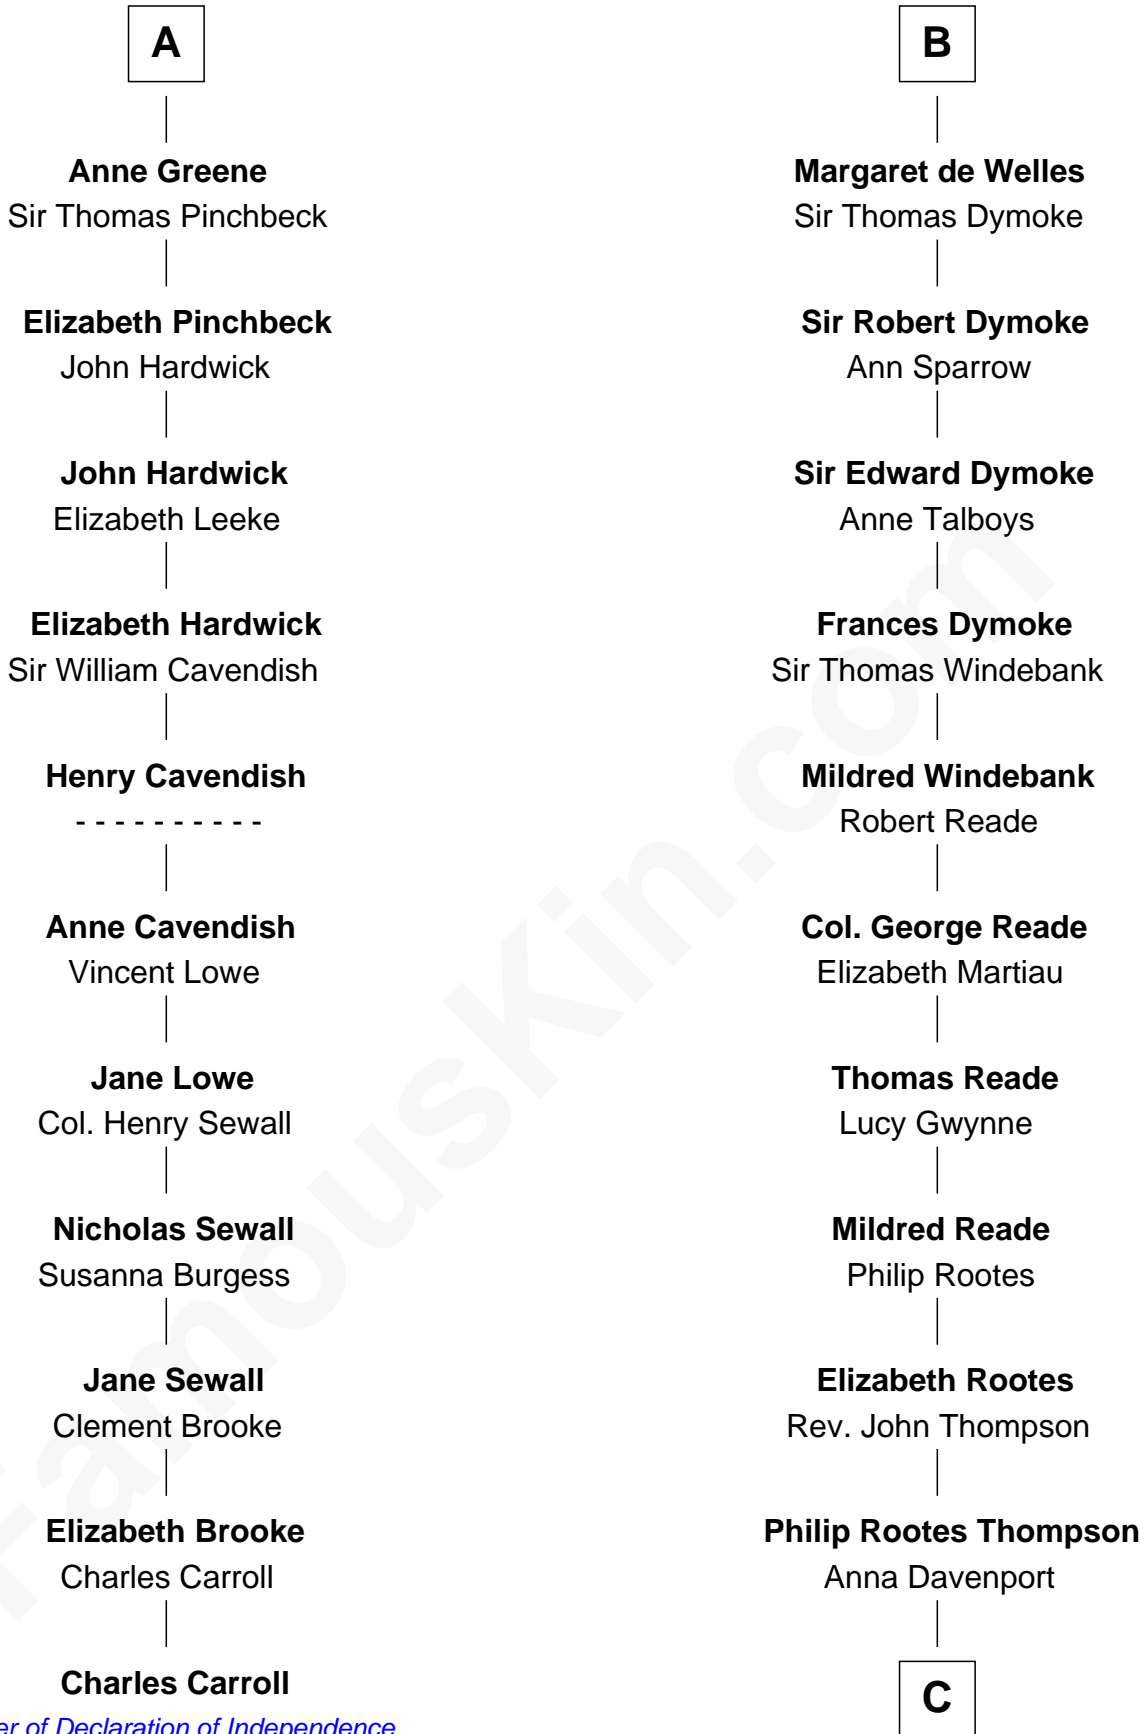 A
Anne Greene
Sir Thomas Pinchbeck
Elizabeth Pinchbeck
John Hardwick
John Hardwick
Elizabeth Leeke
Elizabeth Hardwick
Sir William Cavendish
Henry Cavendish
- - - - - - - - - -
Anne Cavendish
Vincent Lowe
Jane Lowe
Col. Henry Sewall
Nicholas Sewall
Susanna Burgess
Jane Sewall
Clement Brooke
Elizabeth Brooke
Charles Carroll
Charles Carroll
er of Declaration of Independence
B
Margaret de Welles
Sir Thomas Dymoke
Sir Robert Dymoke
Ann Sparrow
Sir Edward Dymoke
Anne Talboys
Frances Dymoke
Sir Thomas Windebank
Mildred Windebank
Robert Reade
Col. George Reade
Elizabeth Martiau
Thomas Reade
Lucy Gwynne
Mildred Reade
Philip Rootes
Elizabeth Rootes
Rev. John Thompson
Philip Rootes Thompson
Anna Davenport
C
FamousKin.com